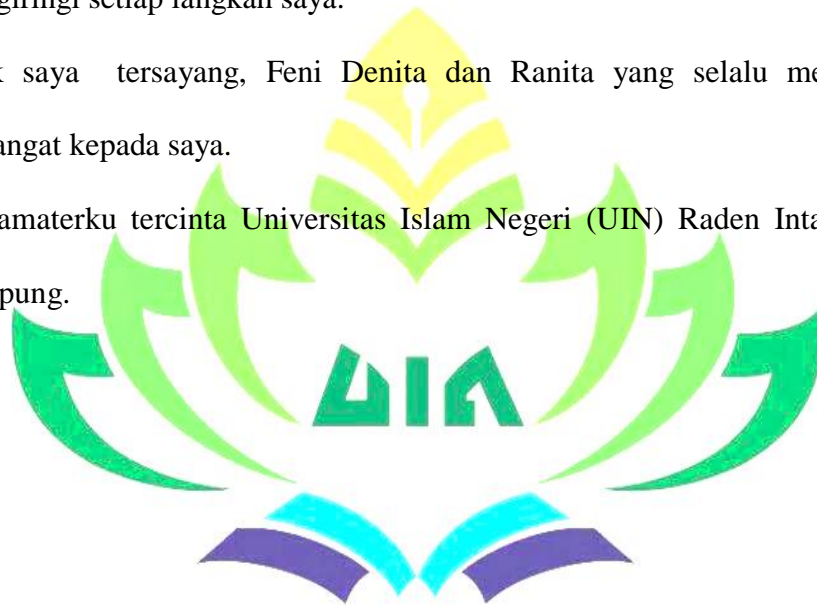 giringi setiap langkah saya.
saya tersayang, Feni Denita dan Ranita yang selalu me
angat kepada saya.
amaterku tercinta Universitas Islam Negeri (UIN) Raden Inta
pung.
UIN